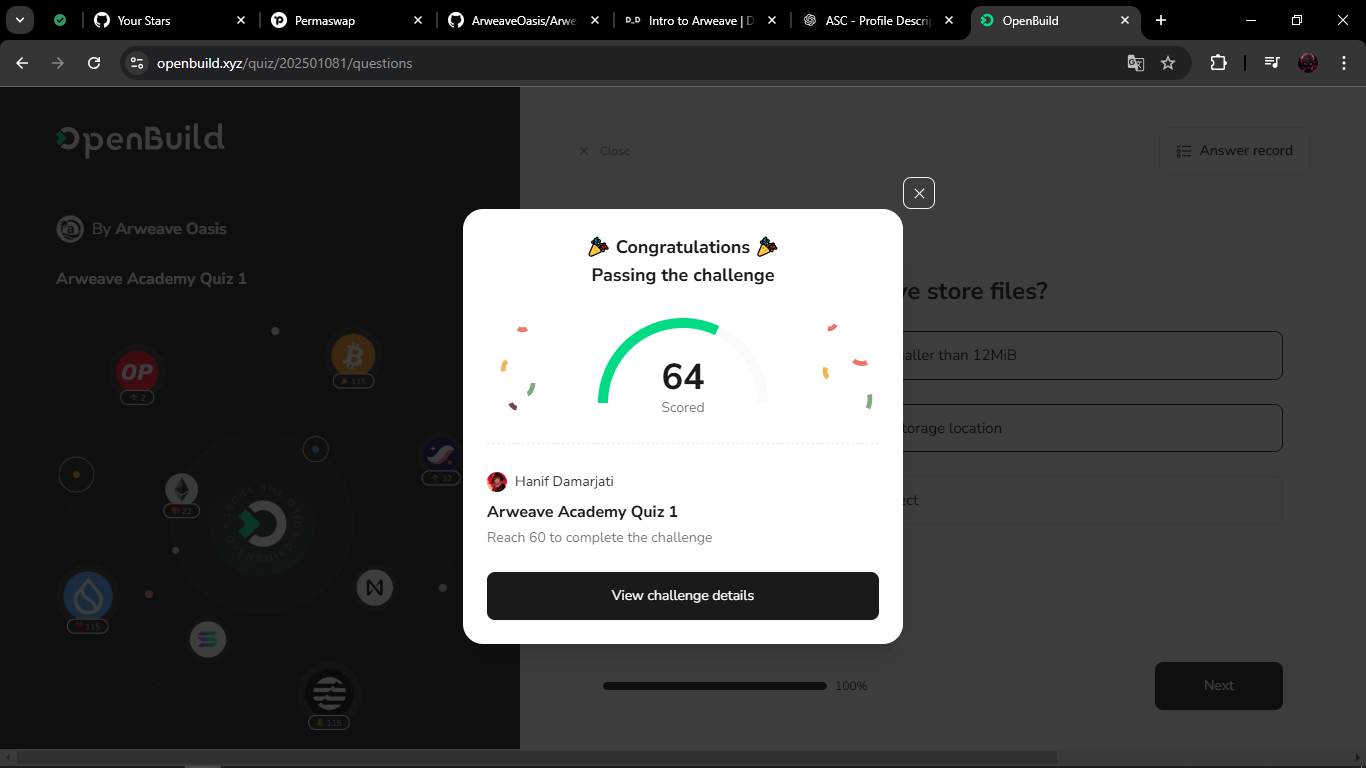 Your Stars
Permaswap
ArweaveOasis/Arwe
Intro to Arweave | D
ASC - Profile Descrip
OpenBuild
openbuild.xyz/quiz/202501081/questions
OpenBuild
Close
Answer record
By Arweave Oasis
Arweave Academy Quiz 1
Congratulations
Passing the challenge
ve store files?
aller than 12MiB
64
Scored
torage location
OP
2
115
32
22
ect
Hanif Damarjati
Arweave Academy Quiz 1
Reach 60 to complete the challenge
View challenge details
115
115
100%
Next